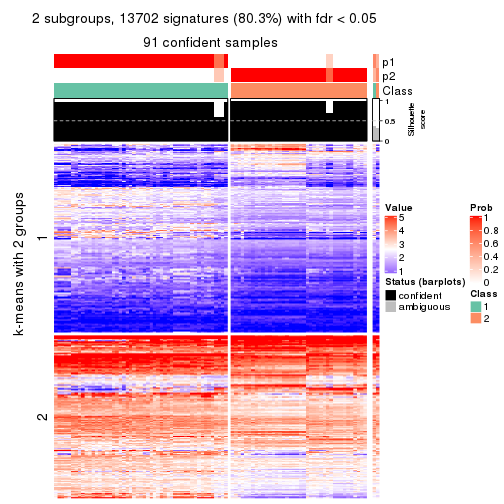 2 subgroups, 13702 signatures (80.3%) with fdr < 0.05
91 confident samples
p1
p2
Class
1
0.5
0
Silhouette
score
k-means with 2 groups
1
2
Value
5
4
3
2
1
Prob
1
0.8
0.6
0.4
0.2
0
Status (barplots)
confident
ambiguous
Class
1
2